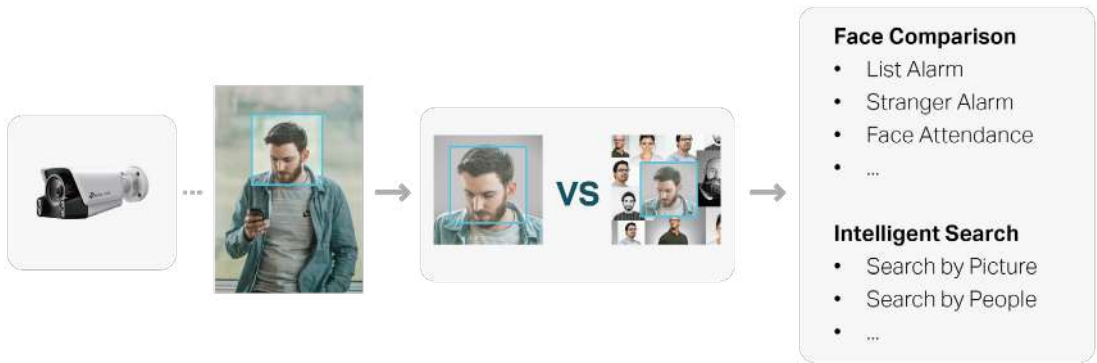 Face Comparison
• List Alarm
• Stranger Alarm
• Face Attendance
• ...
VS
Intelligent Search
• Search by Picture
• Search by People
• ...